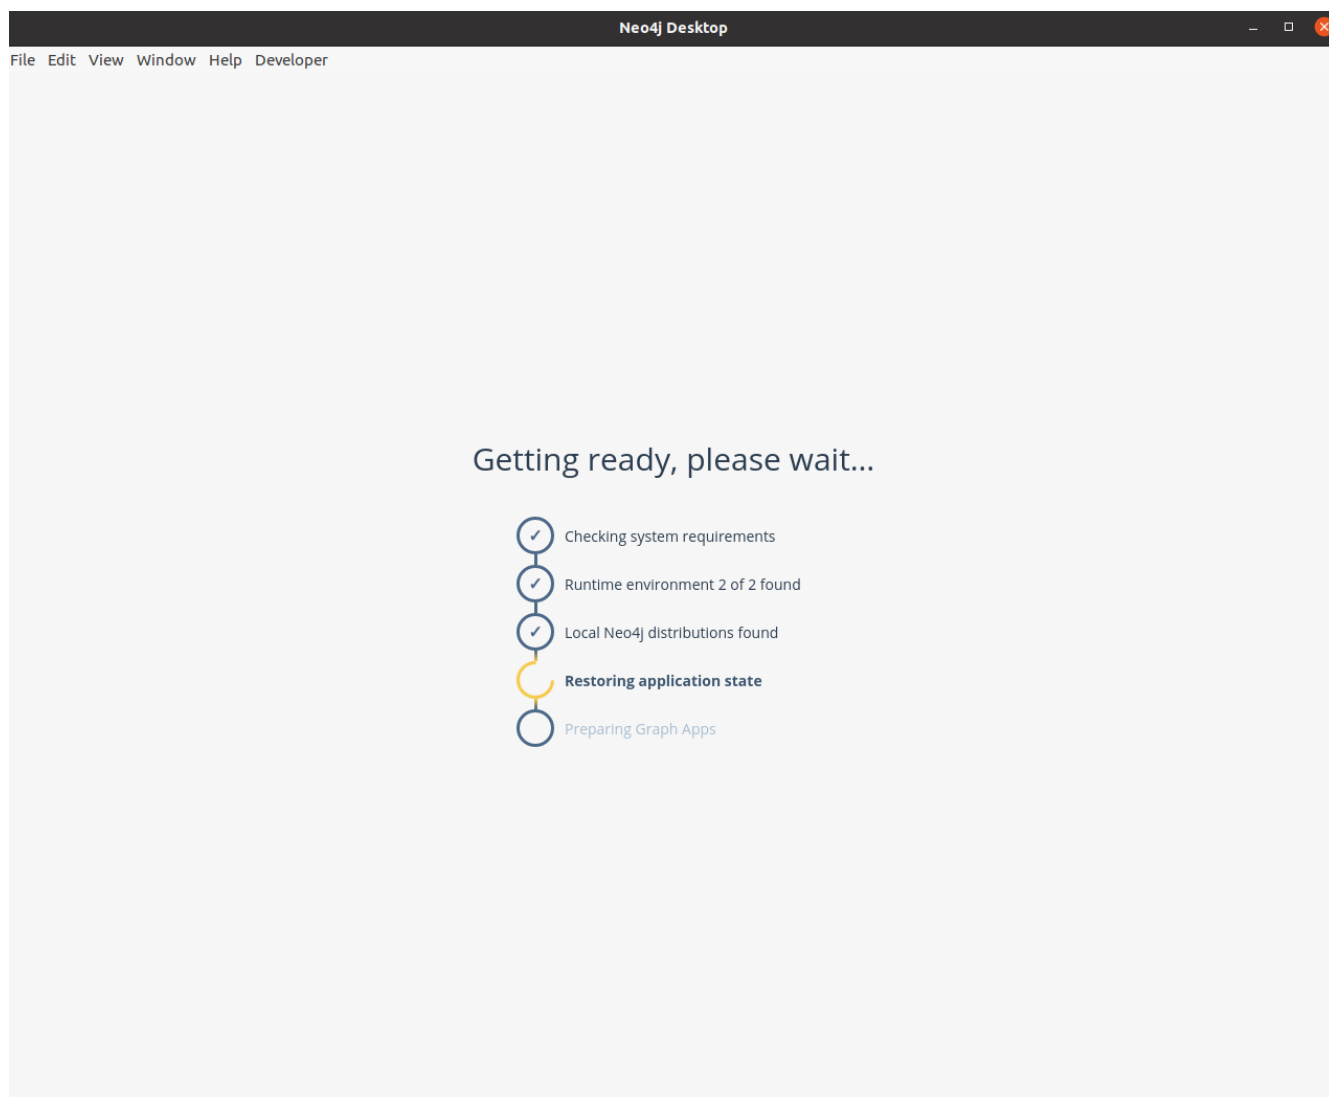 Neo4j Desktop
File Edit View Window Help Developer
Getting ready, please wait...
Checking system requirements
Runtime environment 2 of 2 found
Local Neo4j distributions found
Restoring application state
Preparing Graph Apps